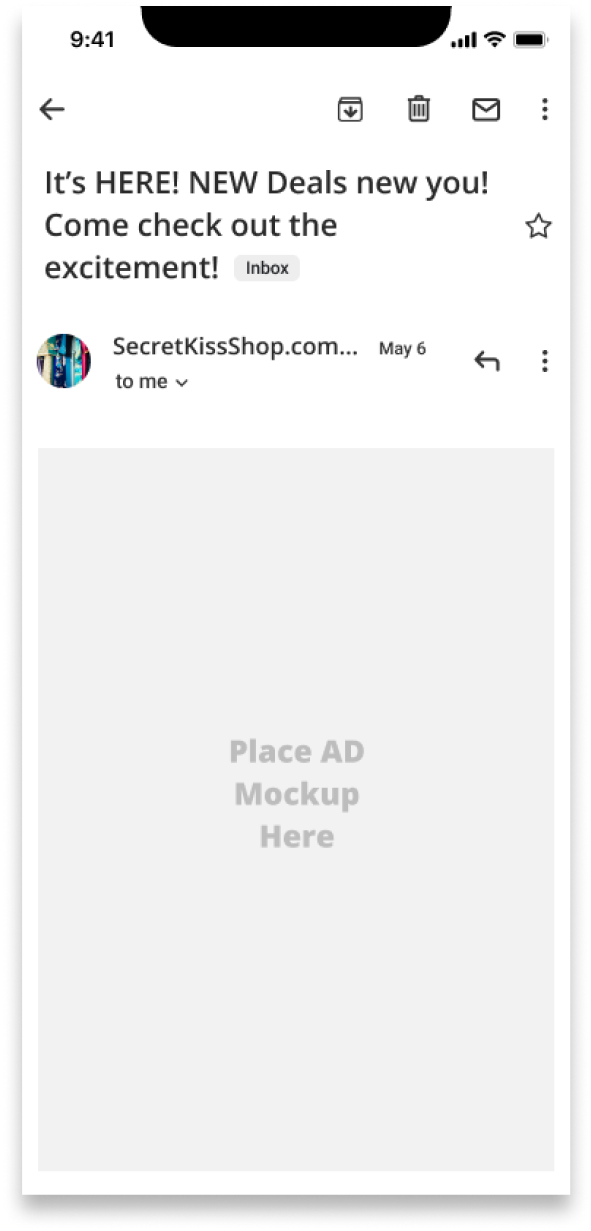 9:41
It’s HERE! NEW Deals new you!
Come check out the
excitement! Inbox
SecretKissShop.com... May 6
to me
Place AD
Mockup
Here